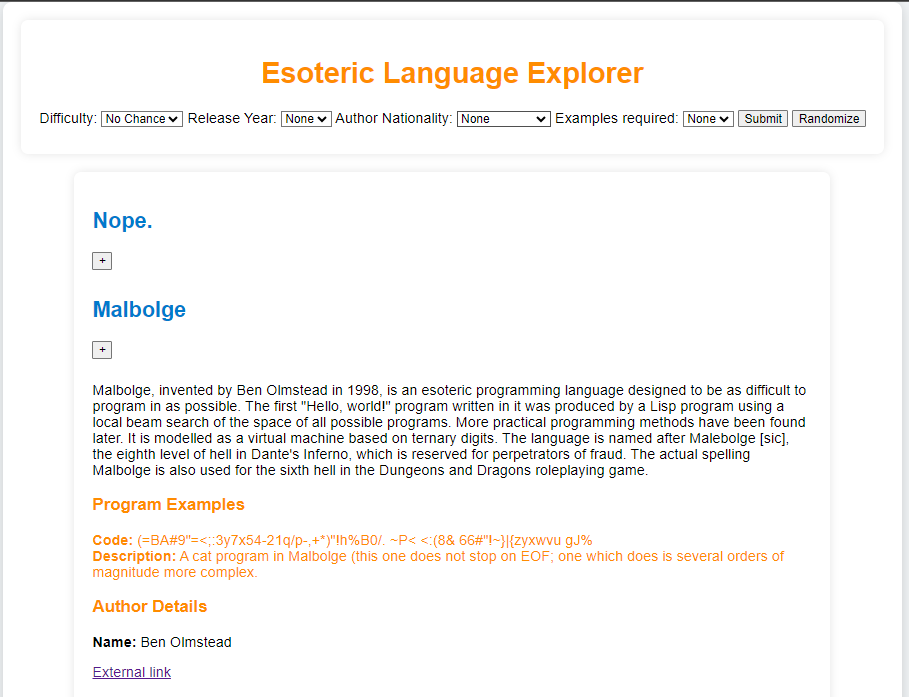 Esoteric Language Explorer
Difficulty: No Chance Release Year: None Author Nationality: None Examples required: None Submit Randomize
Nope.
+
Malbolge
+
Malbolge, invented by Ben Olmstead in 1998, is an esoteric programming language designed to be as difficult to
program in as possible. The first "Hello, world!" program written in it was produced by a Lisp program using a
local beam search of the space of all possible programs. More practical programming methods have been found
later. It is modelled as a virtual machine based on ternary digits. The language is named after Malebolge [sic],
the eighth level of hell in Dante's Inferno, which is reserved for perpetrators of fraud. The actual spelling
Malbolge is also used for the sixth hell in the Dungeons and Dragons roleplaying game.
Program Examples
Code: (=BA#9"=<;:3y7x54-21q/p-,+*)"!h%B0/. ~P< <:(8& 66#"!~}|{zyxwvu gJ%
Description: A cat program in Malbolge (this one does not stop on EOF; one which does is several orders of
magnitude more complex.
Author Details
Name: Ben Olmstead
External link